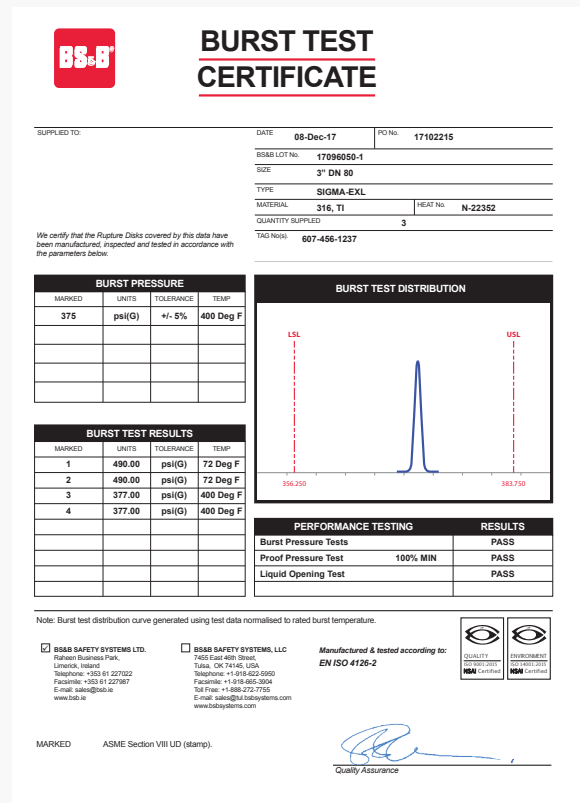 BS&B®
BURST TEST
CERTIFICATE
SUPPLIED TO:
DATE 08-Dec-17 PO No. 17102215
BS&B LOT No. 17096050-1
SIZE 3" DN 80
TYPE SIGMA-EXL
MATERIAL 316, TI HEAT No. N-22352
QUANTITY SUPPLED 3
TAG No(s). 607-456-1237
We certify that the Rupture Disks covered by this data have
been manufactured, inspected and tested in accordance with
the parameters below.
BURST PRESSURE
MARKED UNITS TOLERANCE TEMP
375 psi(G) +/- 5% 400 Deg F
BURST TEST DISTRIBUTION
LSL USL
356.250 383.750
BURST TEST RESULTS
MARKED UNITS TOLERANCE TEMP
1 490.00 psi(G) 72 Deg F
2 490.00 psi(G) 72 Deg F
3 377.00 psi(G) 400 Deg F
4 377.00 psi(G) 400 Deg F
PERFORMANCE TESTING RESULTS
Burst Pressure Tests PASS
Proof Pressure Test 100% MIN PASS
Liquid Opening Test PASS
Note: Burst test distribution curve generated using test data normalised to rated burst temperature.
BS&B SAFETY SYSTEMS LTD.
Raheen Business Park,
Limerick, Ireland
Telephone: +353 61 227022
Facsimile: +353 61 227987
E-mail: sales@bsb.ie
www.bsb.ie
BS&B SAFETY SYSTEMS, LLC
7455 East 46th Street,
Tulsa, OK 74145, USA
Telephone: +1-918-622-5950
Facsimile: +1-918-665-3904
Toll Free: +1-888-272-7755
E-mail: sales@tul.bsbsystems.com
www.bsbsystems.com
Manufactured & tested according to:
EN ISO 4126-2
QUALITY
ISO 9001:2015
NSAI Certified
ENVIRONMENT
ISO 14001:2015
NSAI Certified
MARKED ASME Section VIII UD (stamp).
Quality Assurance